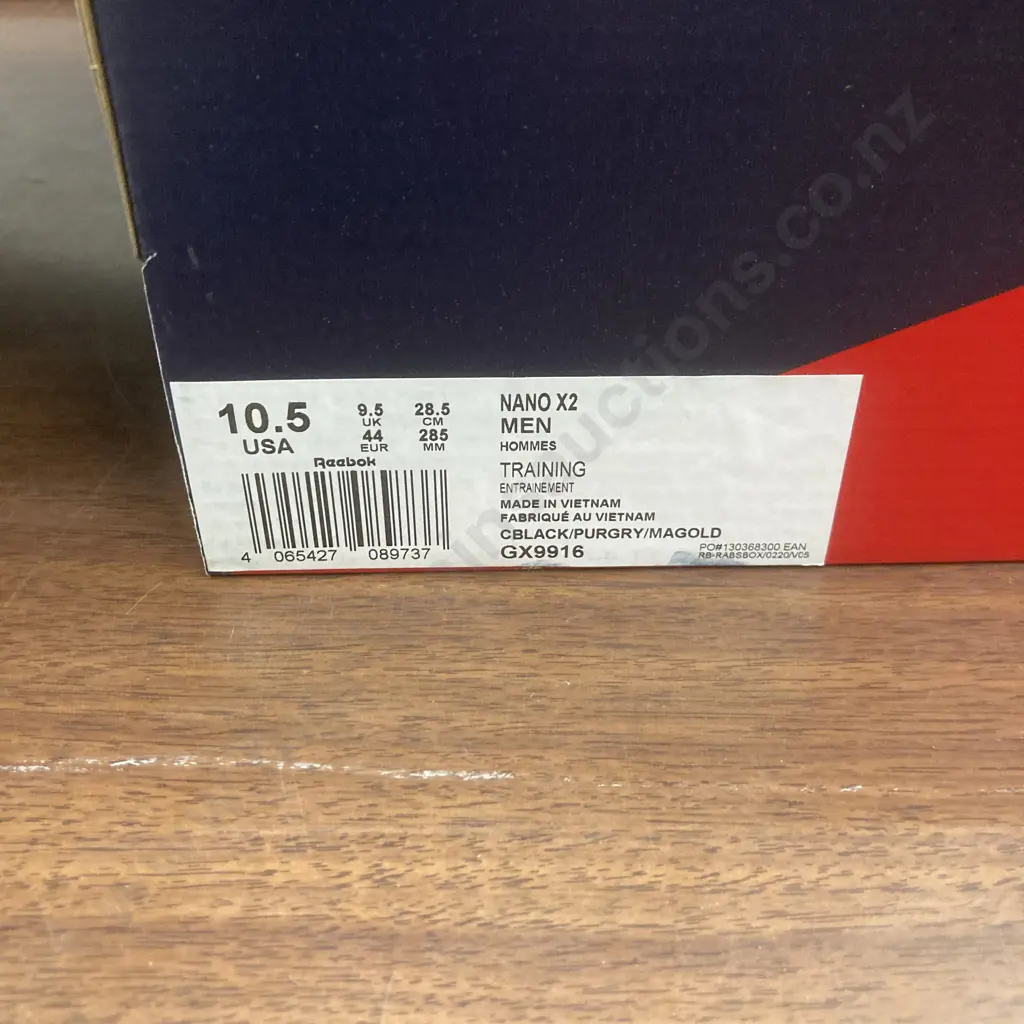 10.5
USA
9.5
UK
44
EUR
28.5
CM
285
MM
Reebok
4 065427 089737
NANO X2
MEN
HOMMES
TRAINING
ENTRAINEMENT
MADE IN VIETNAM
FABRIQUÉ AU VIETNAM
CBLACK/PURGRY/MAGOLD
GX9916
PO#130368300 EAN
RB-RABSBOX/0220/V05